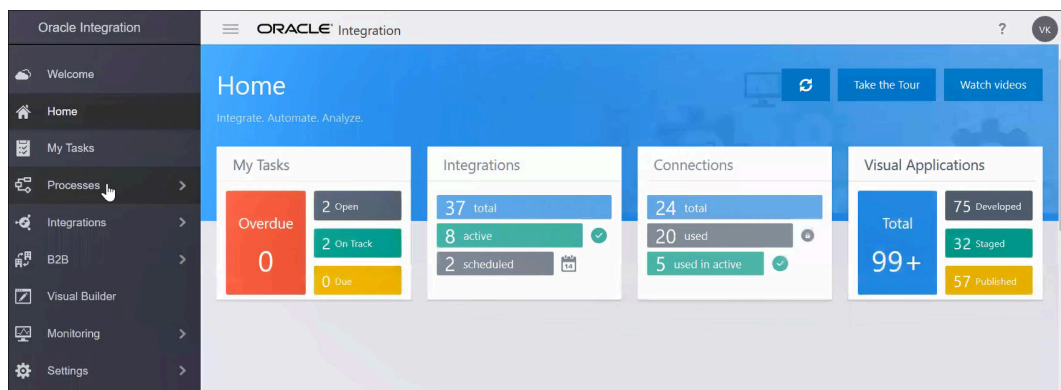 Oracle Integration
Welcome
Home
My Tasks
Processes
Integrations
B2B
Visual Builder
Monitoring
Settings
ORACLE® Integration
?
VK
Home
Integrate. Automate. Analyze.
Take the Tour
Watch videos
My Tasks
Overdue
0
2 Open
2 On Track
0 Due
Integrations
37 total
8 active
2 scheduled
14
Connections
24 total
20 used
5 used in active
Visual Applications
Total
99+
75 Developed
32 Staged
57 Published